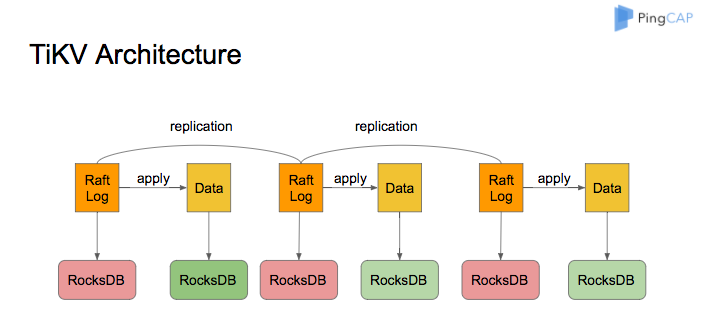 PingCAP
TiKV Architecture
replication
replication
Raft
Log
apply
Data
Raft
Log
apply
Data
Raft
Log
apply
Data
RocksDB
RocksDB
RocksDB
RocksDB
RocksDB
RocksDB